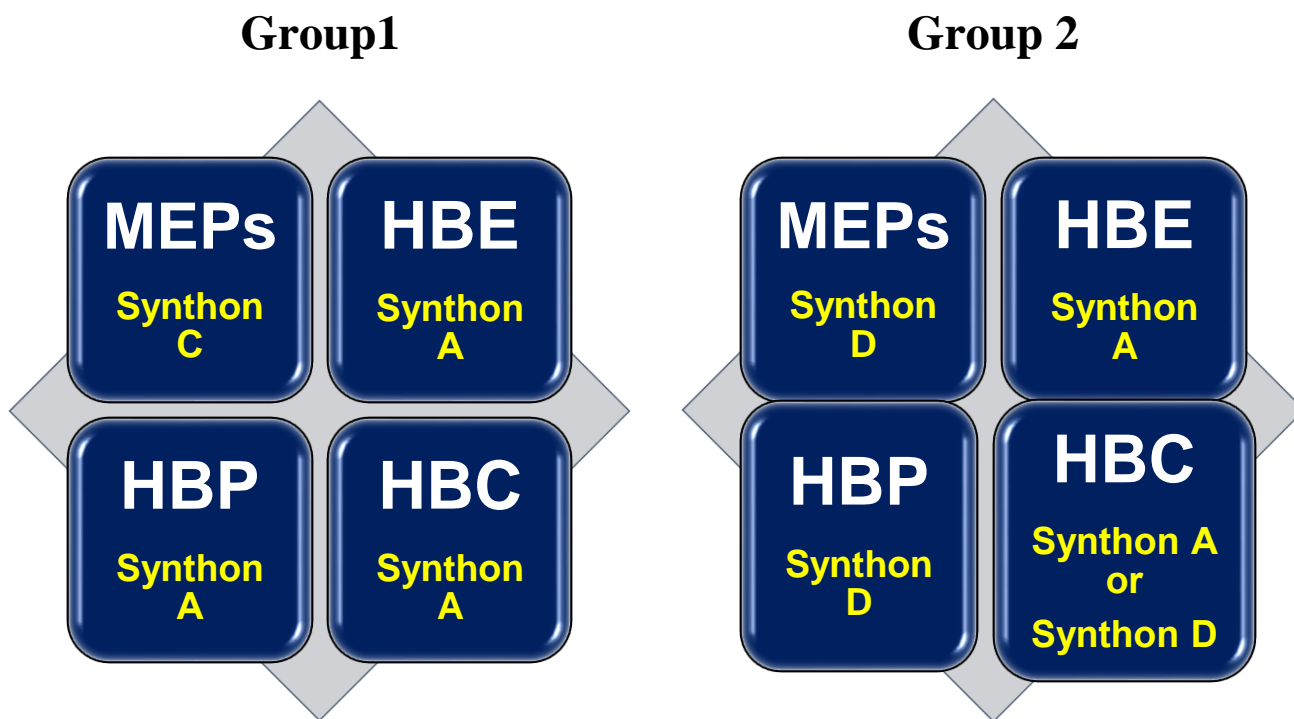 Group1
MEPs
Synthon
C
HBE
Synthon
A
HBP
Synthon
A
HBC
Synthon
A
Group 2
MEPs
Synthon
D
HBE
Synthon
A
HBP
Synthon
D
HBC
Synthon A
or
Synthon D